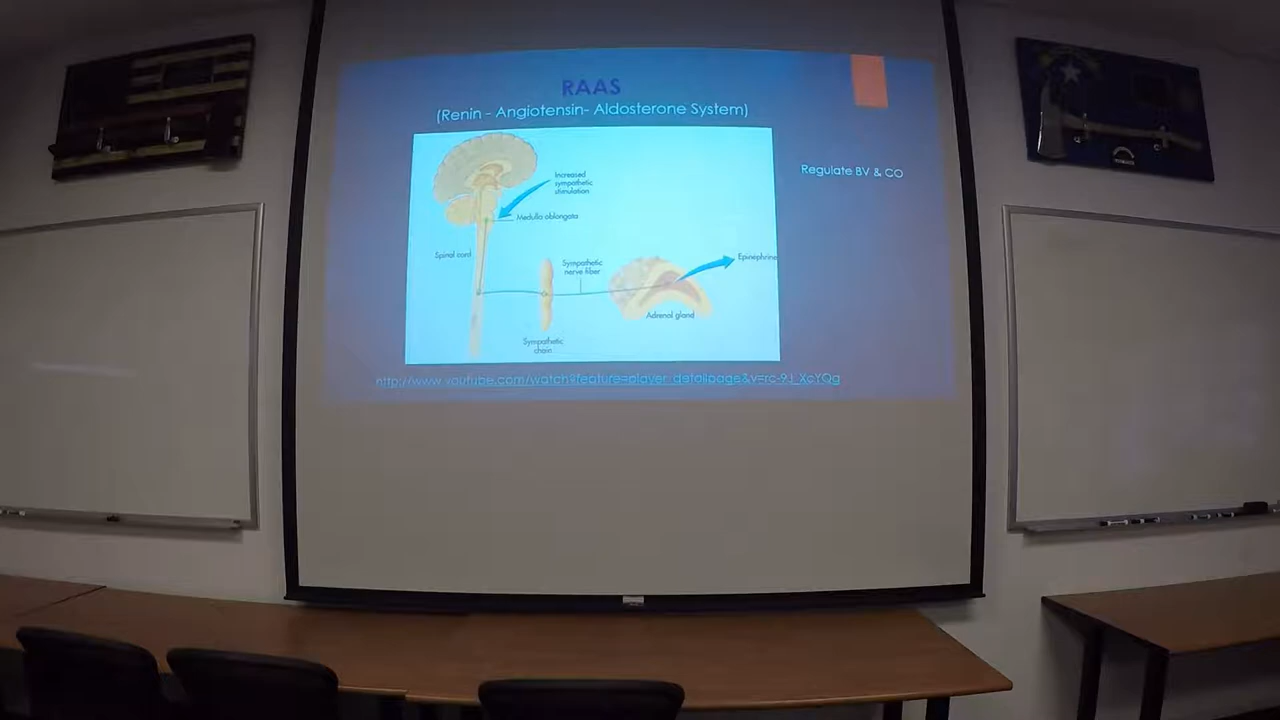 RAAS
(Renin - Angiotensin- Aldosterone System)
Increased
sympathetic
stimulation
Regulate BV & CO
Medulla oblongata
Spinal cord
Sympathetic
nerve fiber
Epinephrine
Adrenal gland
Sympathetic
chain